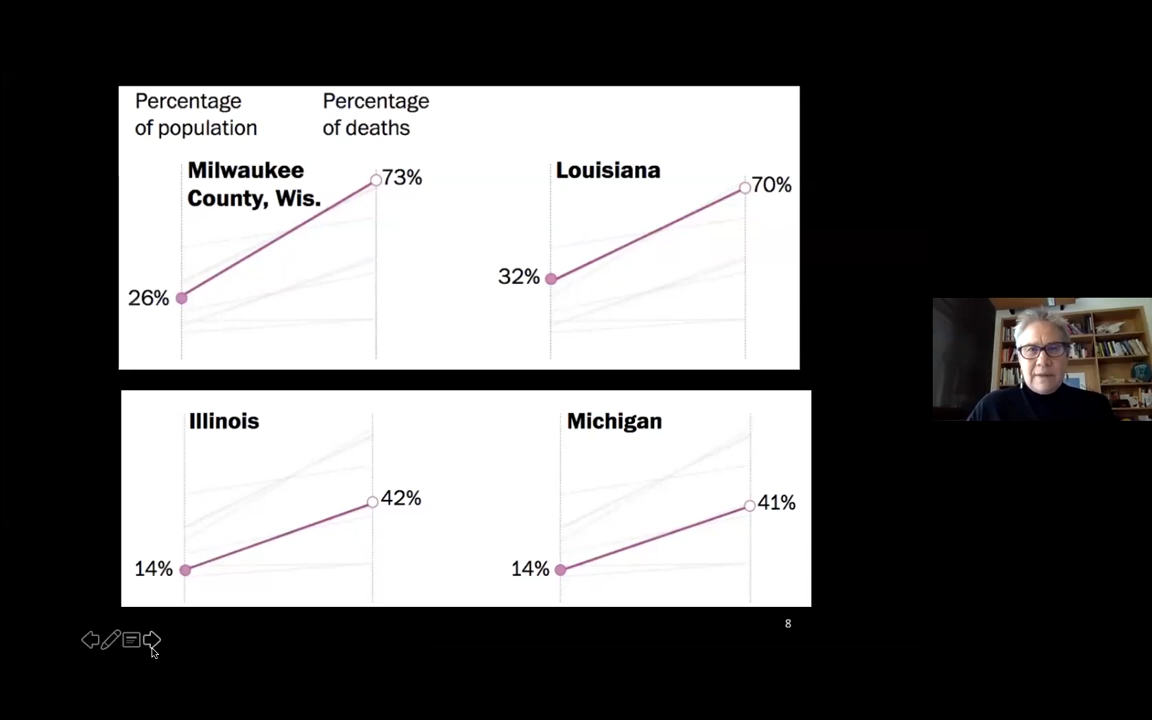 Percentage
of population
Percentage
of deaths
Milwaukee
County, Wis.
73%
26%
Louisiana
70%
32%
Illinois
42%
14%
Michigan
41%
14%
8